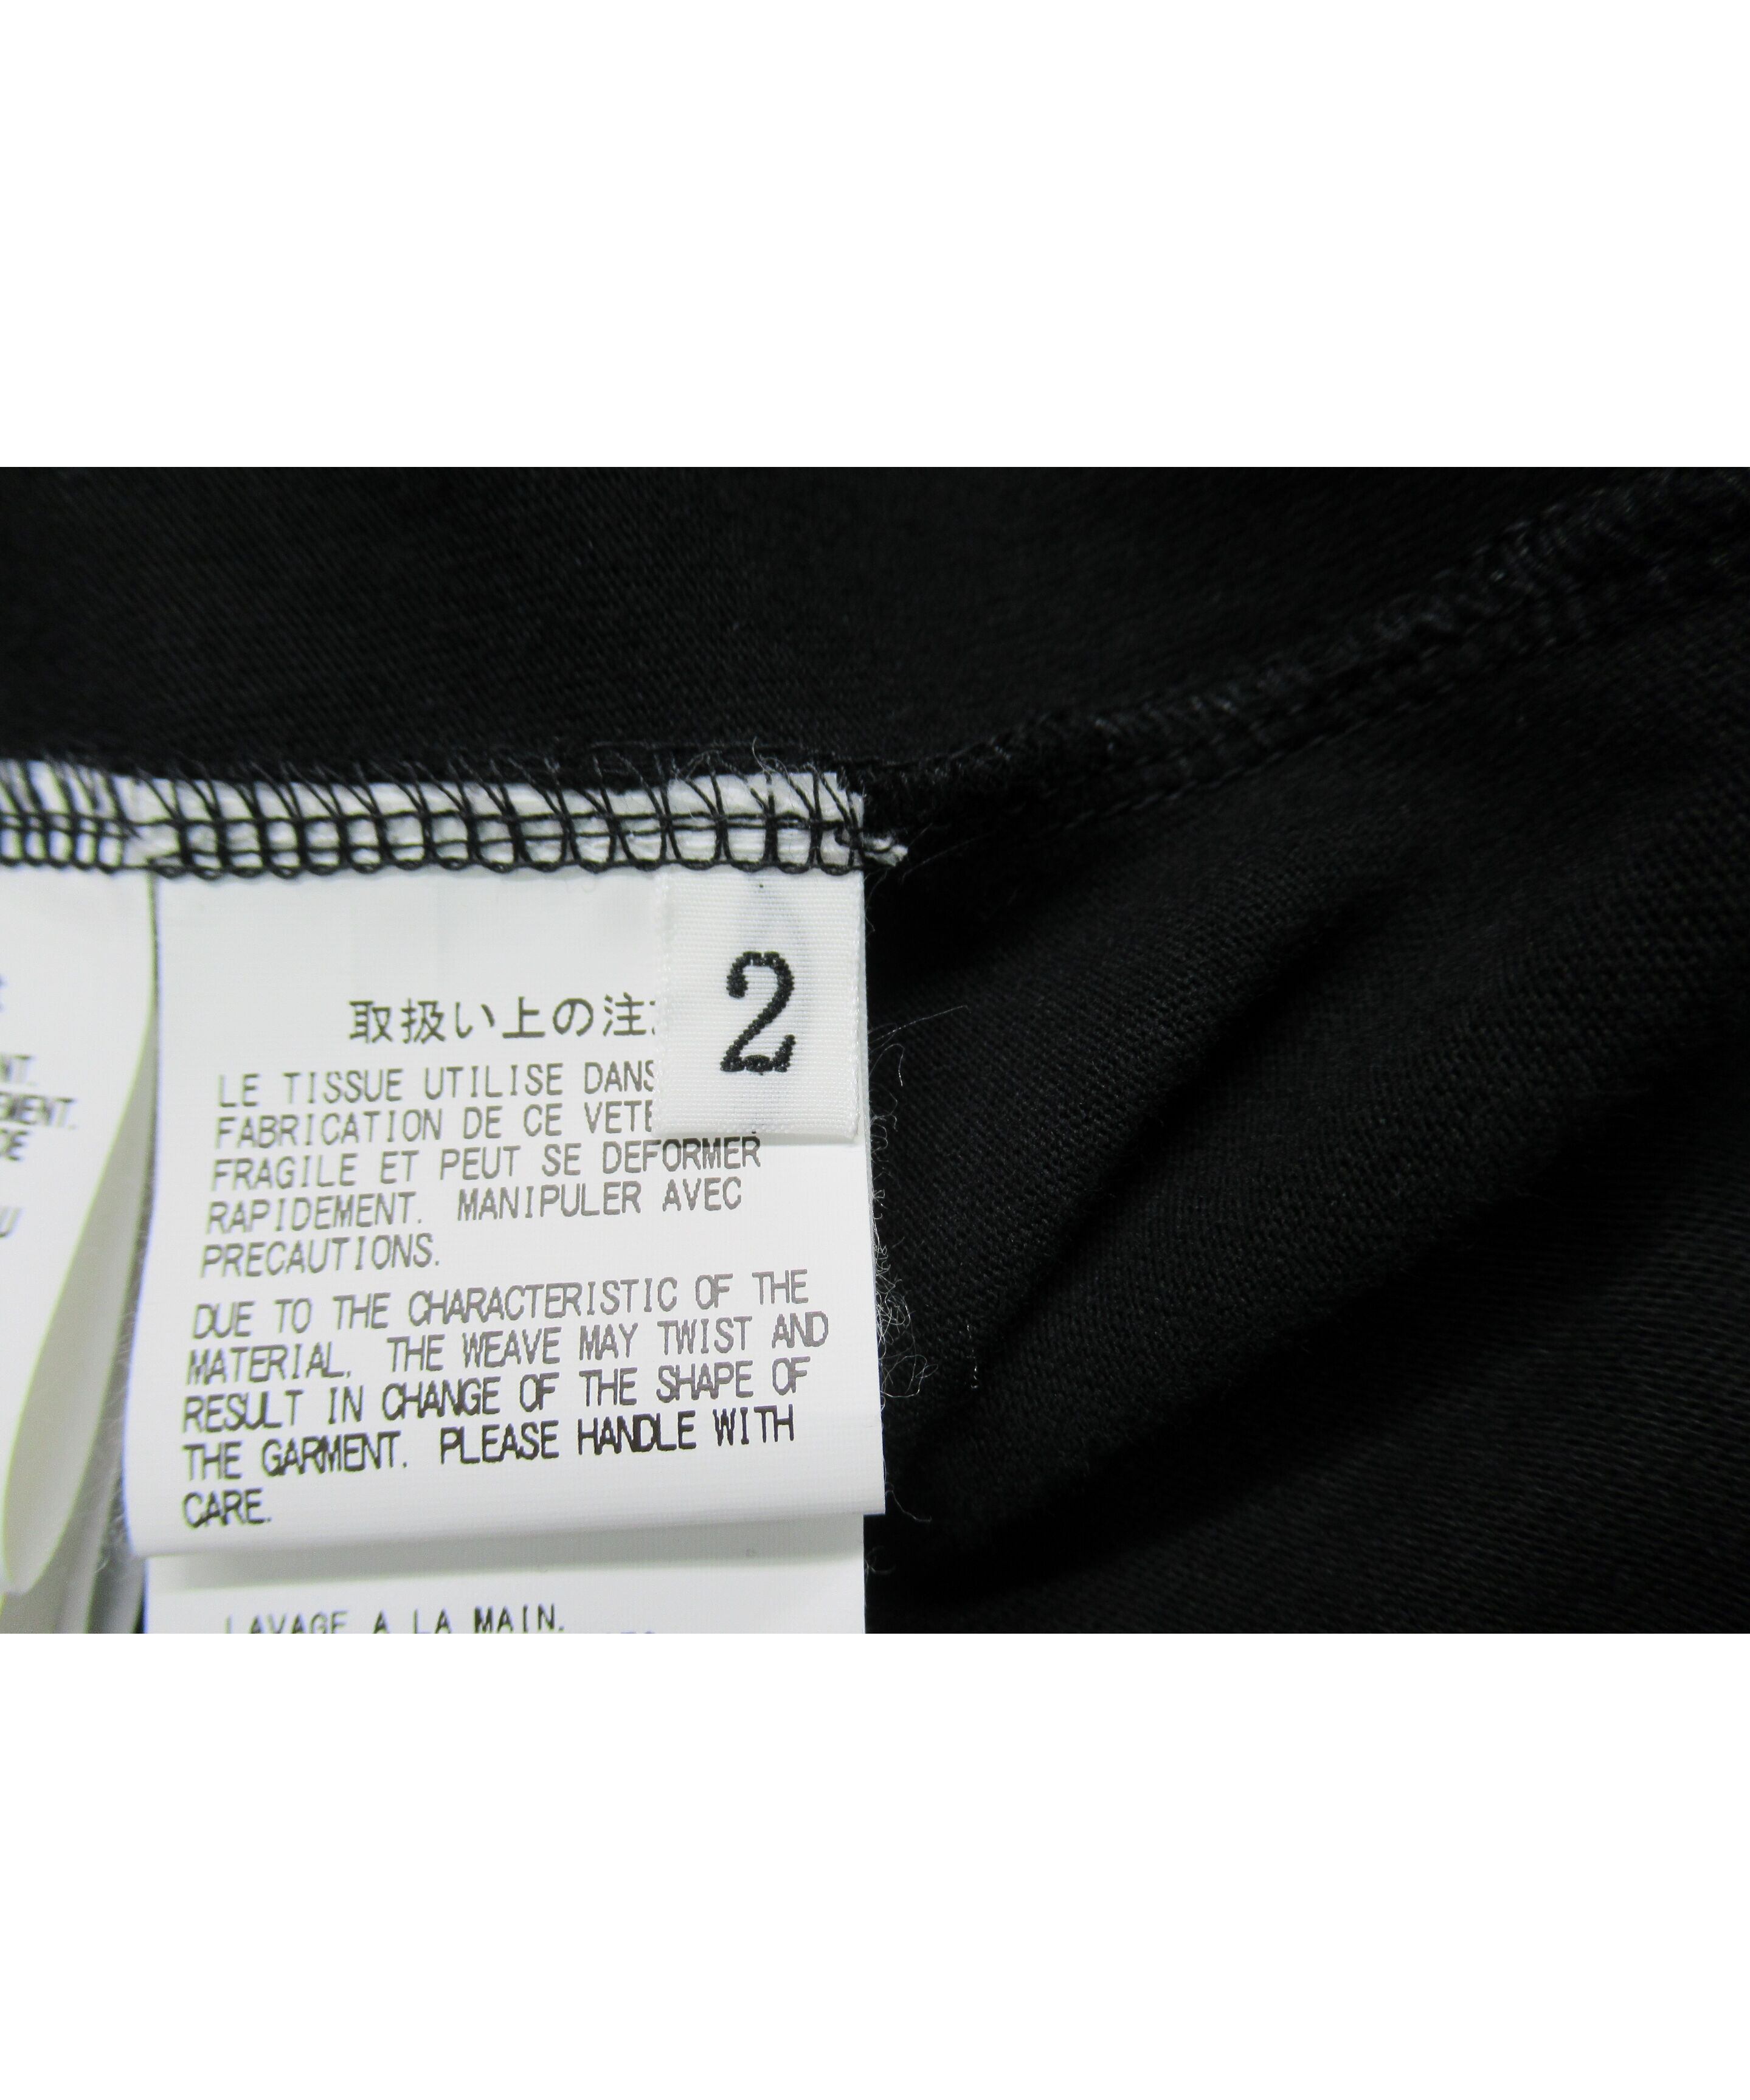 2
取扱い上の注
LE TISSUE UTILISE DANS
FABRICATION DE CE VETE
FRAGILE ET PEUT SE DEFORMER
RAPIDEMENT. MANIPULER AVEC
PRECAUTIONS.
DUE TO THE CHARACTERISTIC OF THE
MATERIAL, THE WEAVE MAY TWIST AND
RESULT IN CHANGE OF THE SHAPE OF
THE GARMENT. PLEASE HANDLE WITH
CARE.
LAVAGE A LA MAIN.